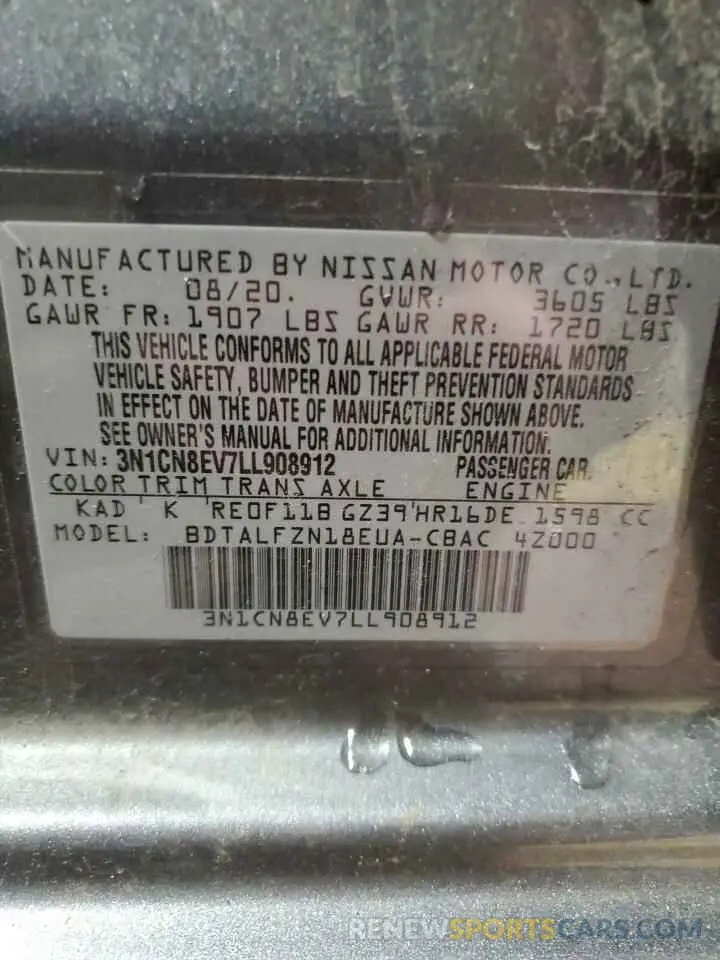 MANUFACTURED BY NISSAN MOTOR CO.,LTD.
DATE: 08/20. GVWR: 3605 LBS
GAWR FR: 1907 LBS GAWR RR: 1720 LBS
THIS VEHICLE CONFORMS TO ALL APPLICABLE FEDERAL MOTOR
VEHICLE SAFETY, BUMPER AND THEFT PREVENTION STANDARDS
IN EFFECT ON THE DATE OF MANUFACTURE SHOWN ABOVE.
SEE OWNER'S MANUAL FOR ADDITIONAL INFORMATION.
VIN: 3N1CN8EV7LL908912 PASSENGER CAR.
COLOR TRIM TRANS AXLE ENGINE
KAD K RE0F11B GZ39 HR16DE 1598 CC
MODEL: BDTALFZN18EUA-CBAC 4Z000
3N1CN8EV7LL908912
RENEWSPORTSCARS.COM